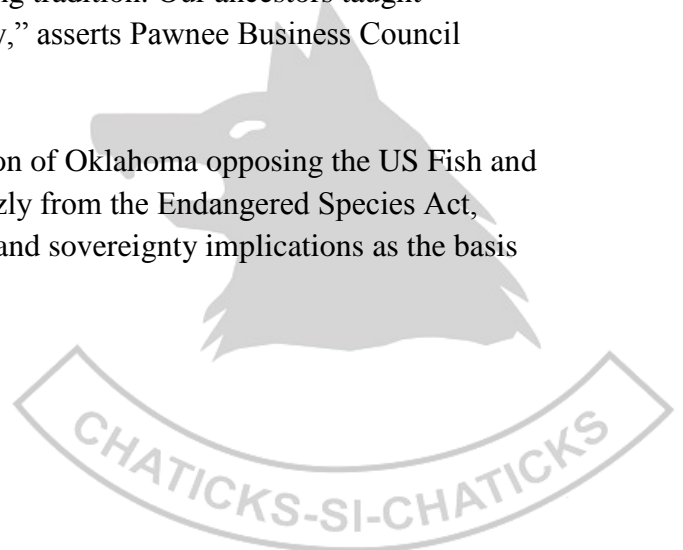 ng tradition. Our ancestors taught
y,” asserts Pawnee Business Council
on of Oklahoma opposing the US Fish and
zly from the Endangered Species Act,
and sovereignty implications as the basis
CHATICKS-SI-CHATICKS